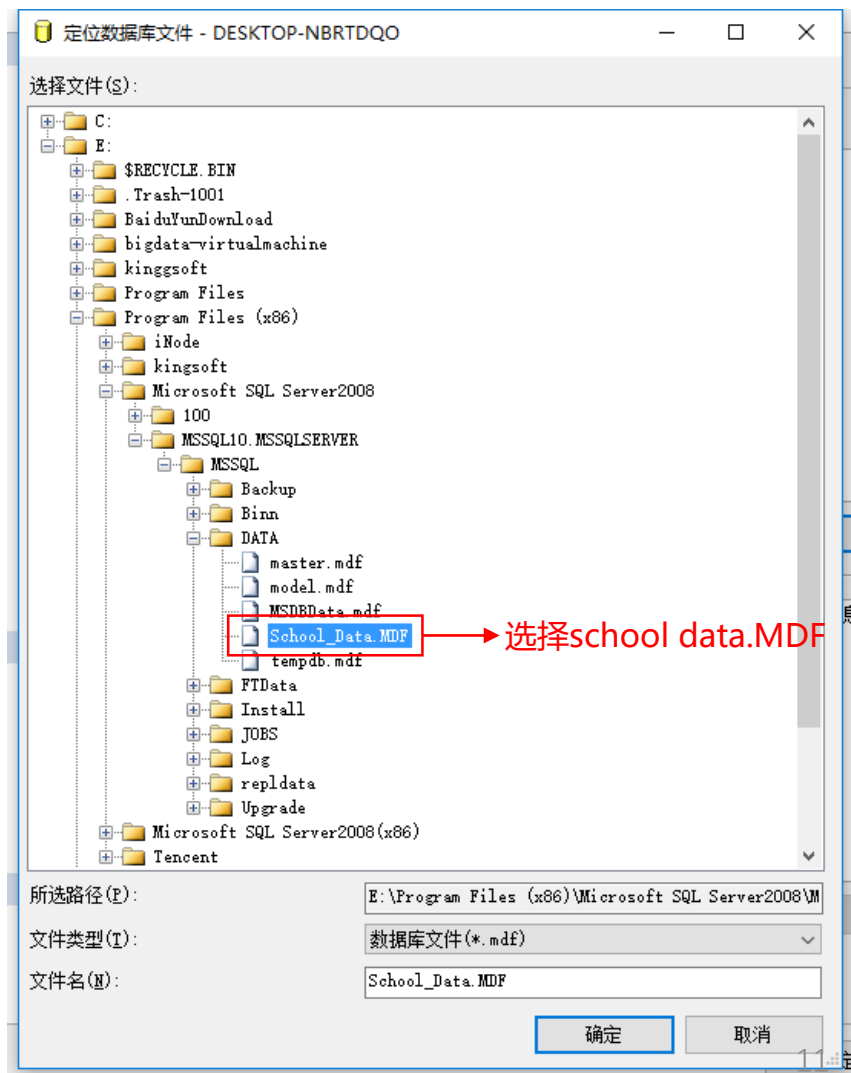 定位数据库文件 - DESKTOP-NBRTDQO
选择文件(S):
C:
E:
$RECYCLE.BIN
.Trash-1001
BaiduYunDownload
bigdata-virtualmachine
kinggsoft
Program Files
Program Files (x86)
iNode
kingsoft
Microsoft SQL Server2008
100
MSSQL10.MSSQLSERVER
MSSQL
Backup
Binn
DATA
master.mdf
model.mdf
MSDBData.mdf
School_Data.MDF
选择school data.MDF
tempdb.mdf
FTData
Install
JOBS
Log
repldata
Upgrade
Microsoft SQL Server2008(x86)
Tencent
所选路径(P):
E:\Program Files (x86)\Microsoft SQL Server2008\M
文件类型(T):
数据库文件(*.mdf)
文件名(N):
School_Data.MDF
确定
取消
11